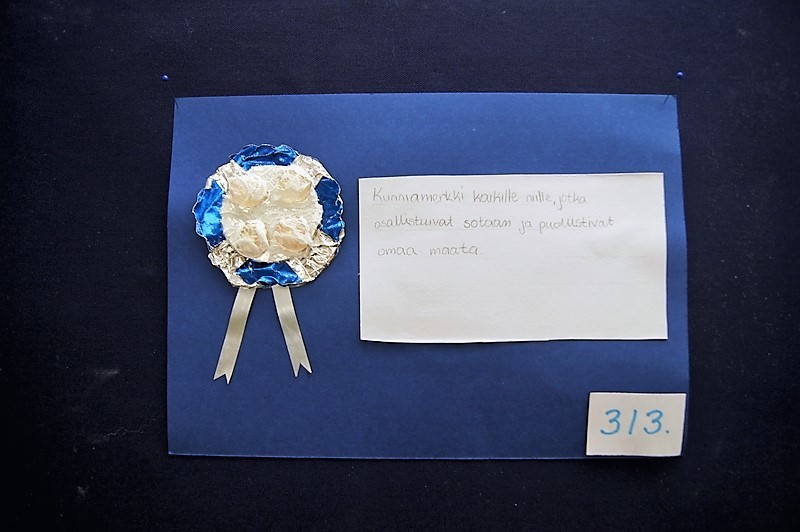 Kunniamerkki kaikille niille, jotka
osallistuivat sotaan ja puolustivat
omaa maata.
313.